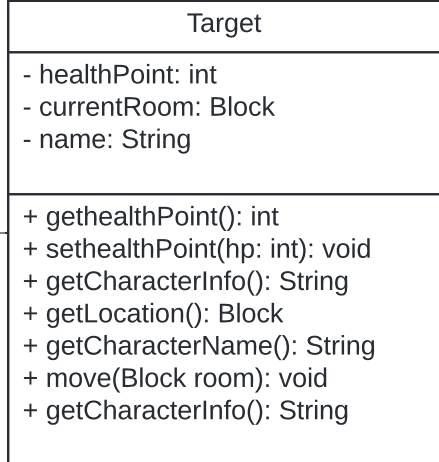 Target
- healthPoint: int
- currentRoom: Block
- name: String
+ gethealthPoint(): int
+ sethealthPoint(hp: int): void
+ getCharacterInfo(): String
+ getLocation(): Block
+ getCharacterName(): String
+ move(Block room): void
+ getCharacterInfo(): String